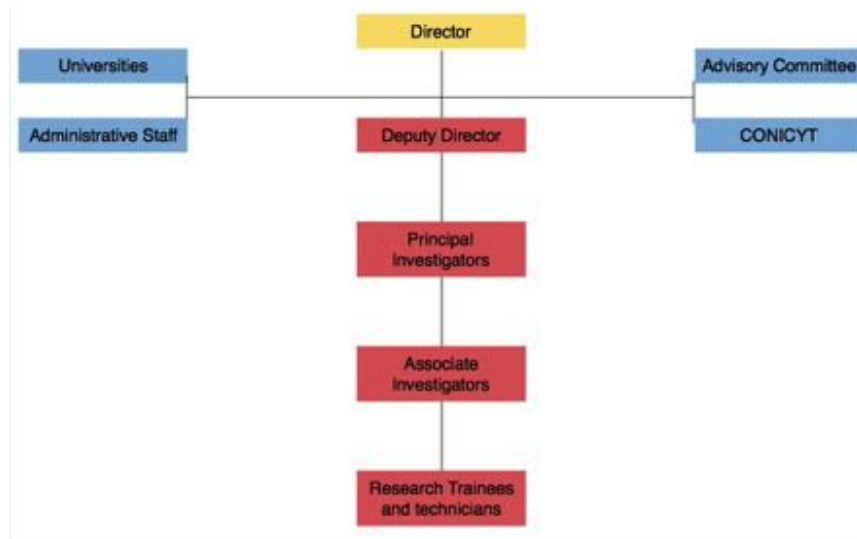 Director
Universities
Advisory Committee
Administrative Staff
Deputy Director
CONICYT
Principal
Investigators
Associate
Investigators
Research Trainees
and technicians